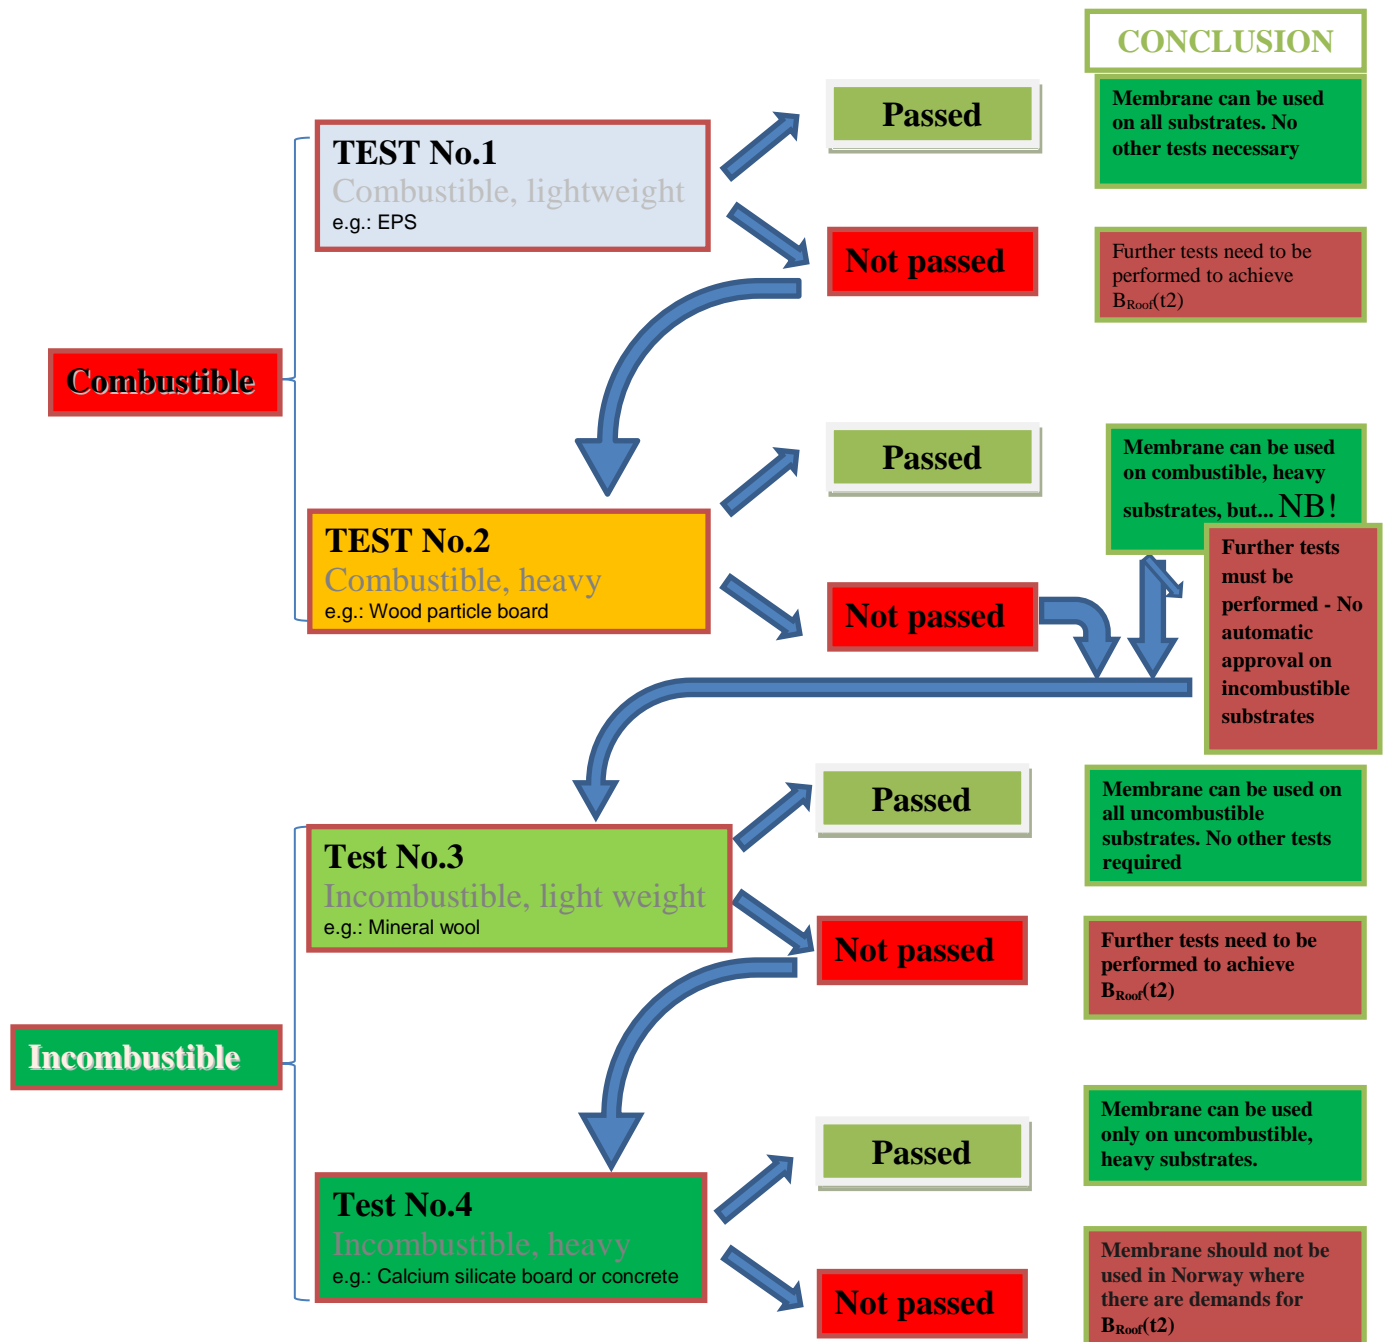 CONCLUSION
Passed
Membrane can be used
on all substrates. No
other tests necessary
TEST No.1
Combustible, lightweight
e.g.: EPS
Not passed
Further tests need to be
performed to achieve
BRoof(t2)
Combustible
Passed
Membrane can be used
on combustible, heavy
substrates, but... NB!
TEST No.2
Combustible, heavy
e.g.: Wood particle board
Not passed
Further tests
must be
performed - No
automatic
approval on
incombustible
substrates
Passed
Membrane can be used on
all uncombustible
substrates. No other tests
required
Test No.3
Incombustible, light weight
e.g.: Mineral wool
Not passed
Further tests need to be
performed to achieve
BRoof(t2)
Incombustible
Passed
Membrane can be used
only on uncombustible,
heavy substrates.
Test No.4
Incombustible, heavy
e.g.: Calcium silicate board or concrete
Not passed
Membrane should not be
used in Norway where
there are demands for
BRoof(t2)